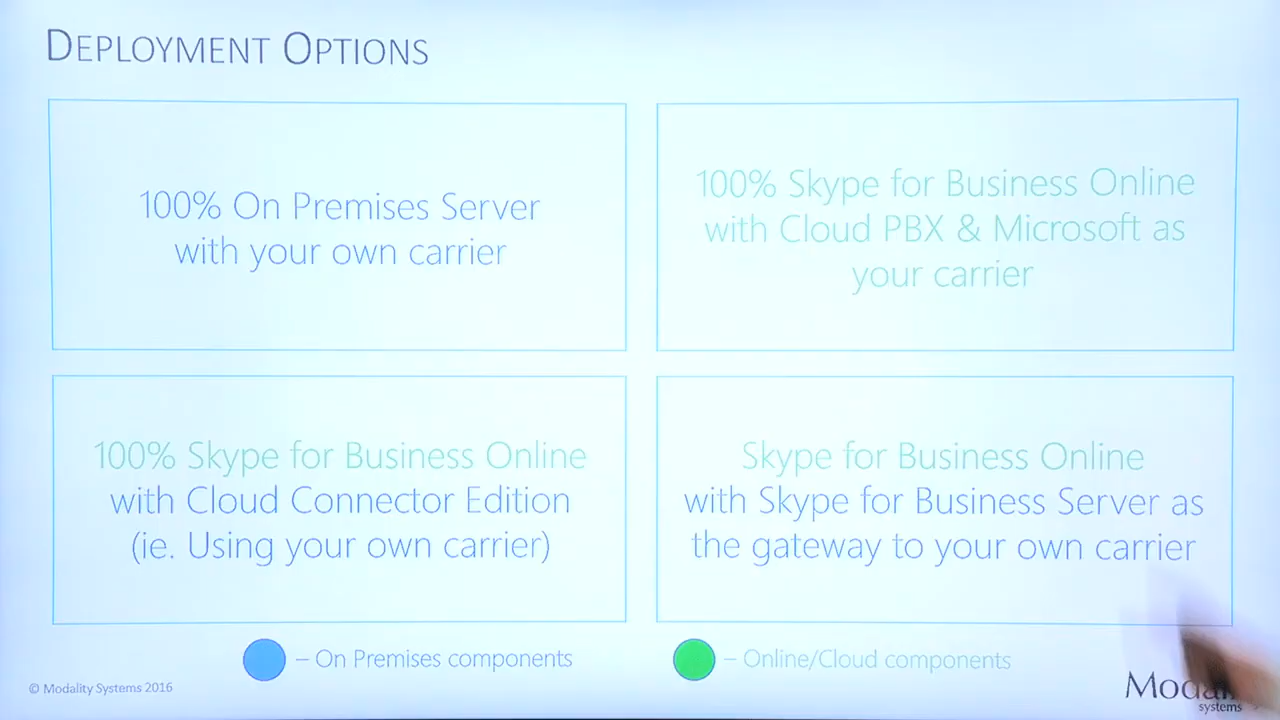 DEPLOYMENT OPTIONS
100% On Premises Server
with your own carrier
100% Skype for Business Online
with Cloud PBX & Microsoft as
your carrier
100% Skype for Business Online
with Cloud Connector Edition
(ie. Using your own carrier)
Skype for Business Online
with Skype for Business Server as
the gateway to your own carrier
– On Premises components
– Online/Cloud components
© Modality Systems 2016
systems